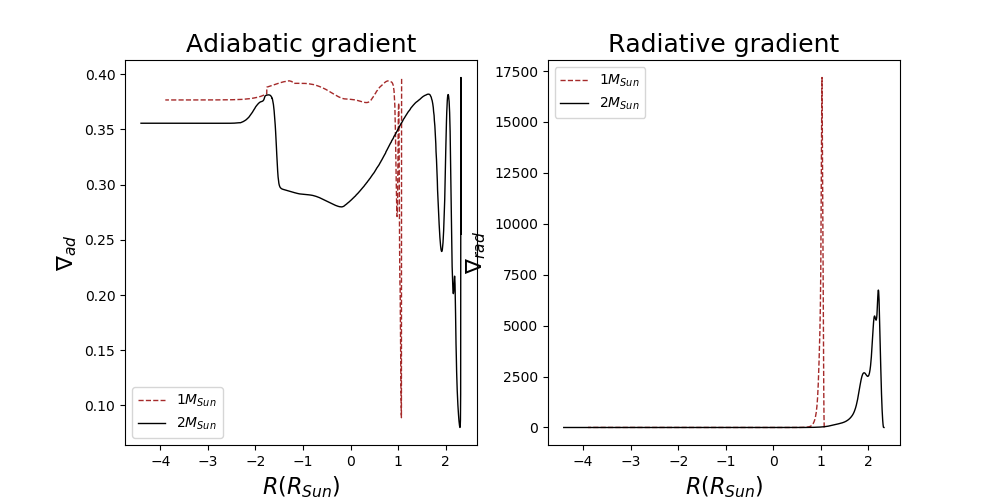 Adiabatic gradient
0.40
0.35
0.30
0.25
0.20
0.15
0.10
∇ad
1MSun
2MSun
−4 −3 −2 −1 0 1 2
R(RSun)
Radiative gradient
17500
15000
12500
10000
7500
5000
2500
0
∇rad
1MSun
2MSun
−4 −3 −2 −1 0 1 2
R(RSun)